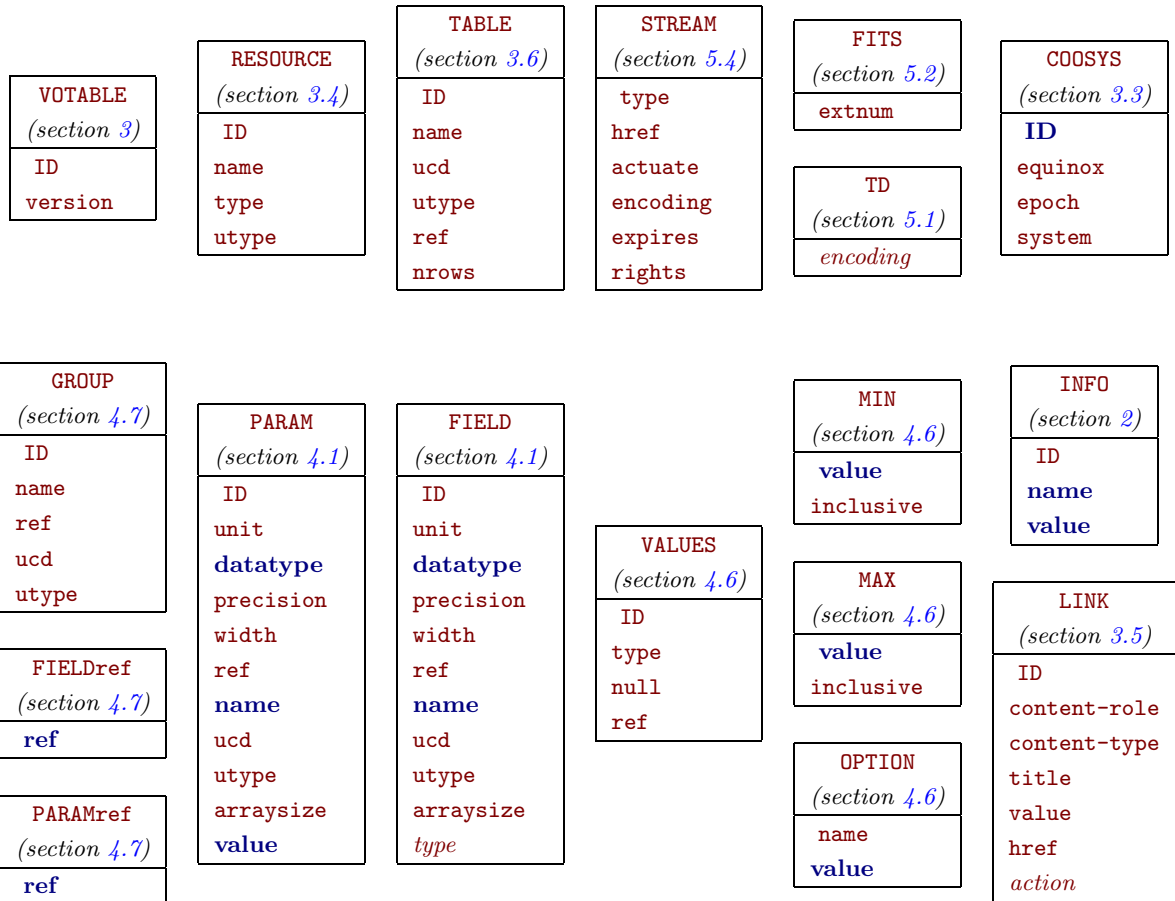 VOTABLE
(section 3)
ID
version
RESOURCE
(section 3.4)
ID
name
type
utype
TABLE
(section 3.6)
ID
name
ucd
utype
ref
nrows
STREAM
(section 5.4)
type
href
actuate
encoding
expires
rights
FITS
(section 5.2)
extnum
TD
(section 5.1)
encoding
COOSYS
(section 3.3)
ID
equinox
epoch
system
GROUP
(section 4.7)
ID
name
ref
ucd
utype
FIELDref
(section 4.7)
ref
PARAMref
(section 4.7)
ref
PARAM
(section 4.1)
ID
unit
datatype
precision
width
ref
name
ucd
utype
arraysize
value
FIELD
(section 4.1)
ID
unit
datatype
precision
width
ref
name
ucd
utype
arraysize
type
VALUES
(section 4.6)
ID
type
null
ref
MIN
(section 4.6)
value
inclusive
MAX
(section 4.6)
value
inclusive
OPTION
(section 4.6)
name
value
INFO
(section 2)
ID
name
value
LINK
(section 3.5)
ID
content-role
content-type
title
value
href
action